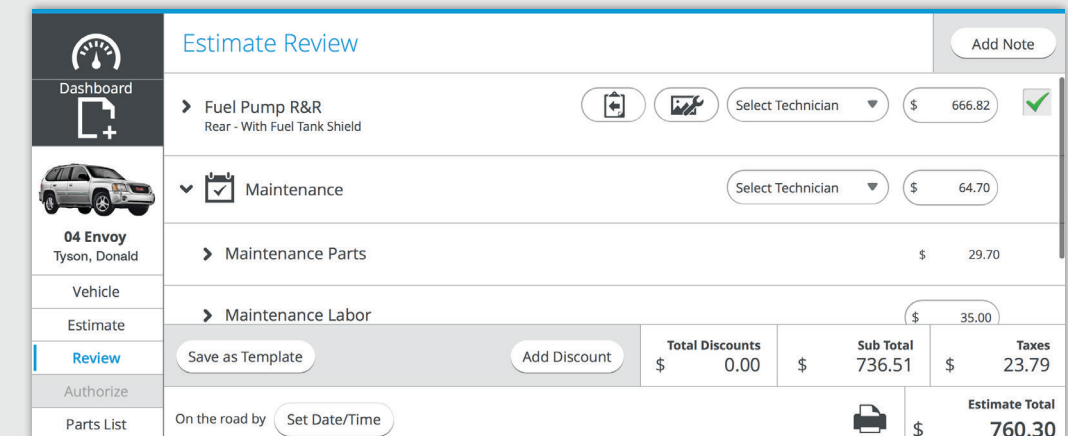 Estimate Review
Add Note
Dashboard
Fuel Pump R&R
Rear - With Fuel Tank Shield
Select Technician
$ 666.82
Maintenance
Select Technician
$ 64.70
04 Envoy
Tyson, Donald
Maintenance Parts
$ 29.70
Vehicle
Maintenance Labor
$ 35.00
Estimate
Review
Save as Template
Add Discount
Total Discounts
$ 0.00
Sub Total
$ 736.51
Taxes
$ 23.79
Authorize
Parts List
On the road by
Set Date/Time
Estimate Total
$ 760.30